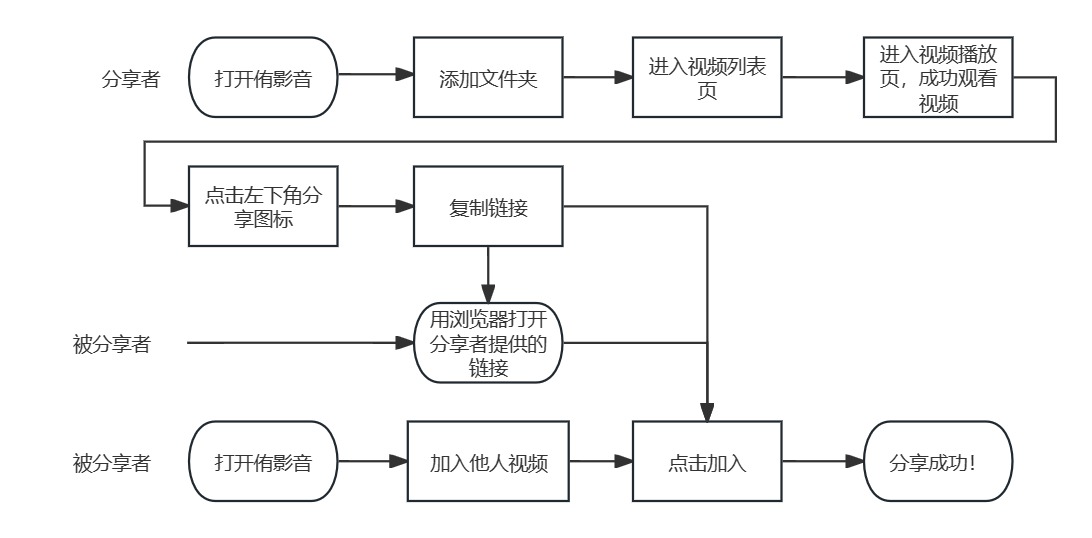 分享者
打开侑影音
添加文件夹
进入视频列表
页
进入视频播放
页，成功观看
视频
点击左下角分
享图标
复制链接
被分享者
用浏览器打开
分享者提供的
链接
被分享者
打开侑影音
加入他人视频
点击加入
分享成功！